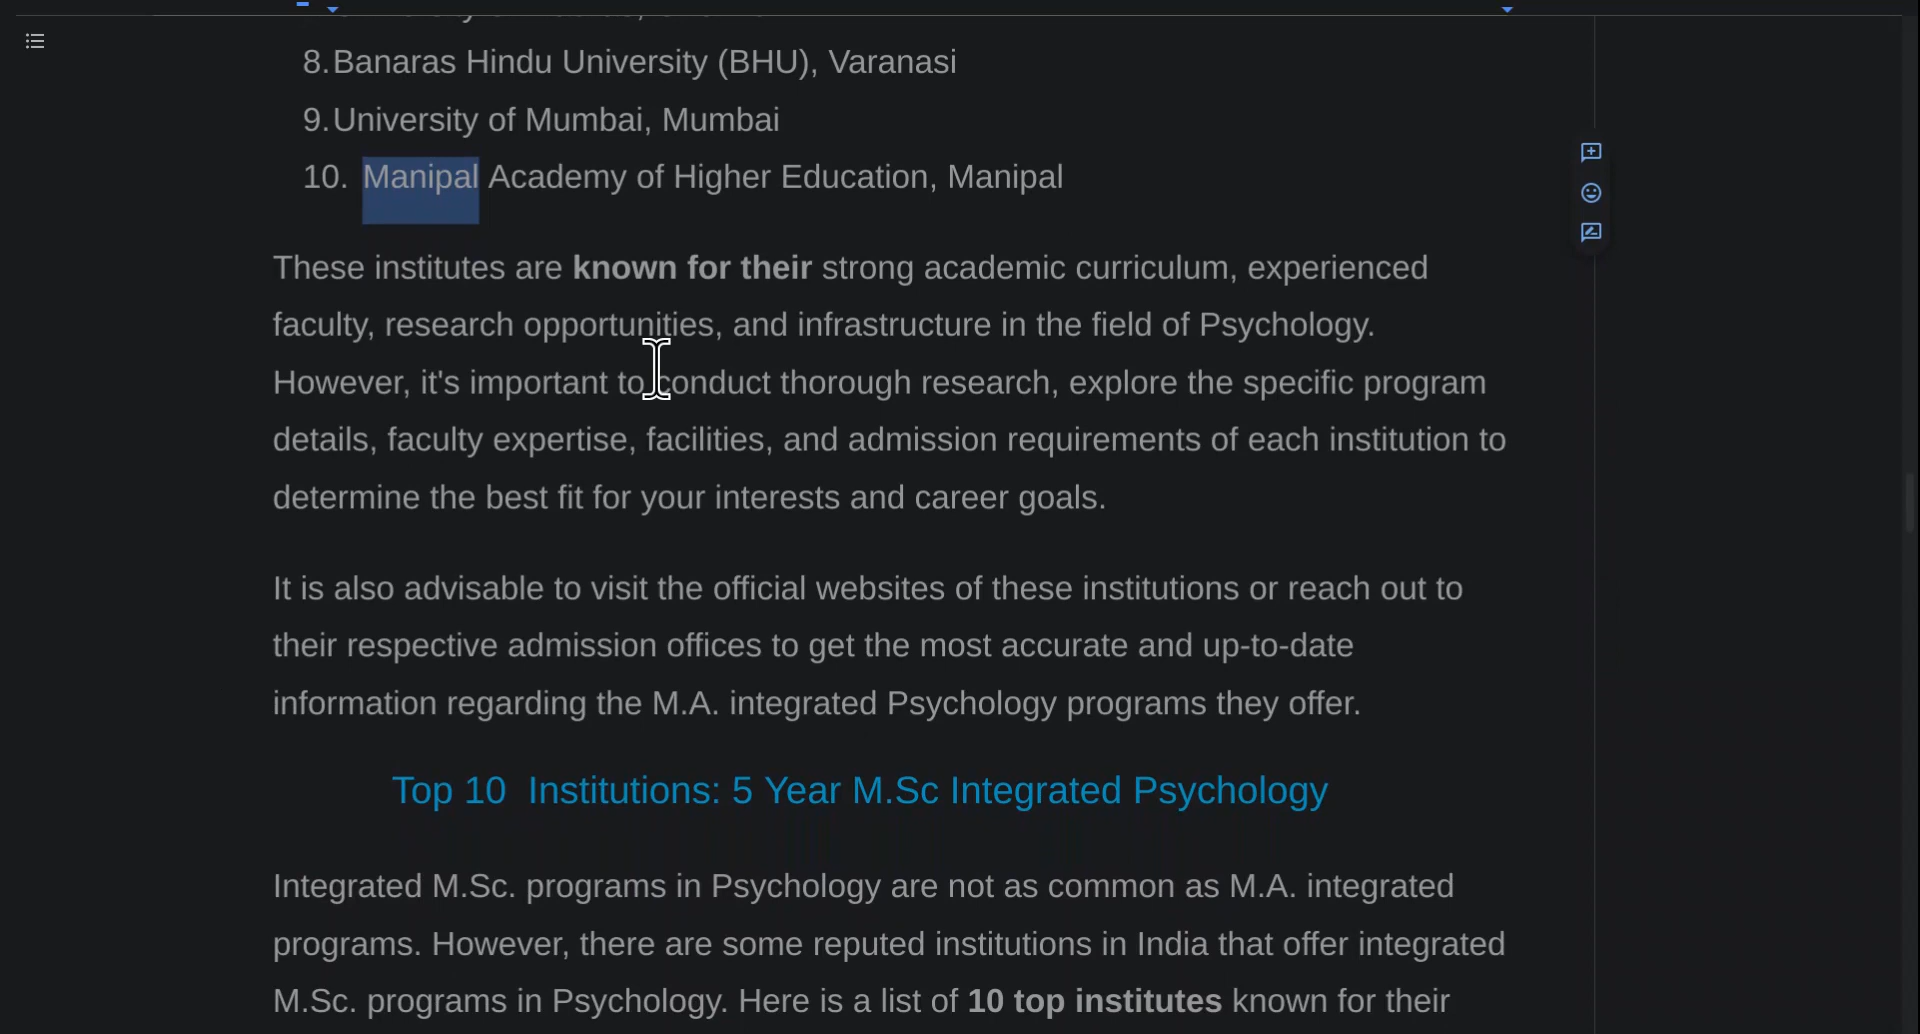 8. Banaras Hindu University (BHU), Varanasi
9. University of Mumbai, Mumbai
10. Manipal Academy of Higher Education, Manipal
These institutes are known for their strong academic curriculum, experienced
faculty, research opportunities, and infrastructure in the field of Psychology.
However, it's important to conduct thorough research, explore the specific program
details, faculty expertise, facilities, and admission requirements of each institution to
determine the best fit for your interests and career goals.
It is also advisable to visit the official websites of these institutions or reach out to
their respective admission offices to get the most accurate and up-to-date
information regarding the M.A. integrated Psychology programs they offer.
Top 10 Institutions: 5 Year M.Sc Integrated Psychology
Integrated M.Sc. programs in Psychology are not as common as M.A. integrated
programs. However, there are some reputed institutions in India that offer integrated
M.Sc. programs in Psychology. Here is a list of 10 top institutes known for their